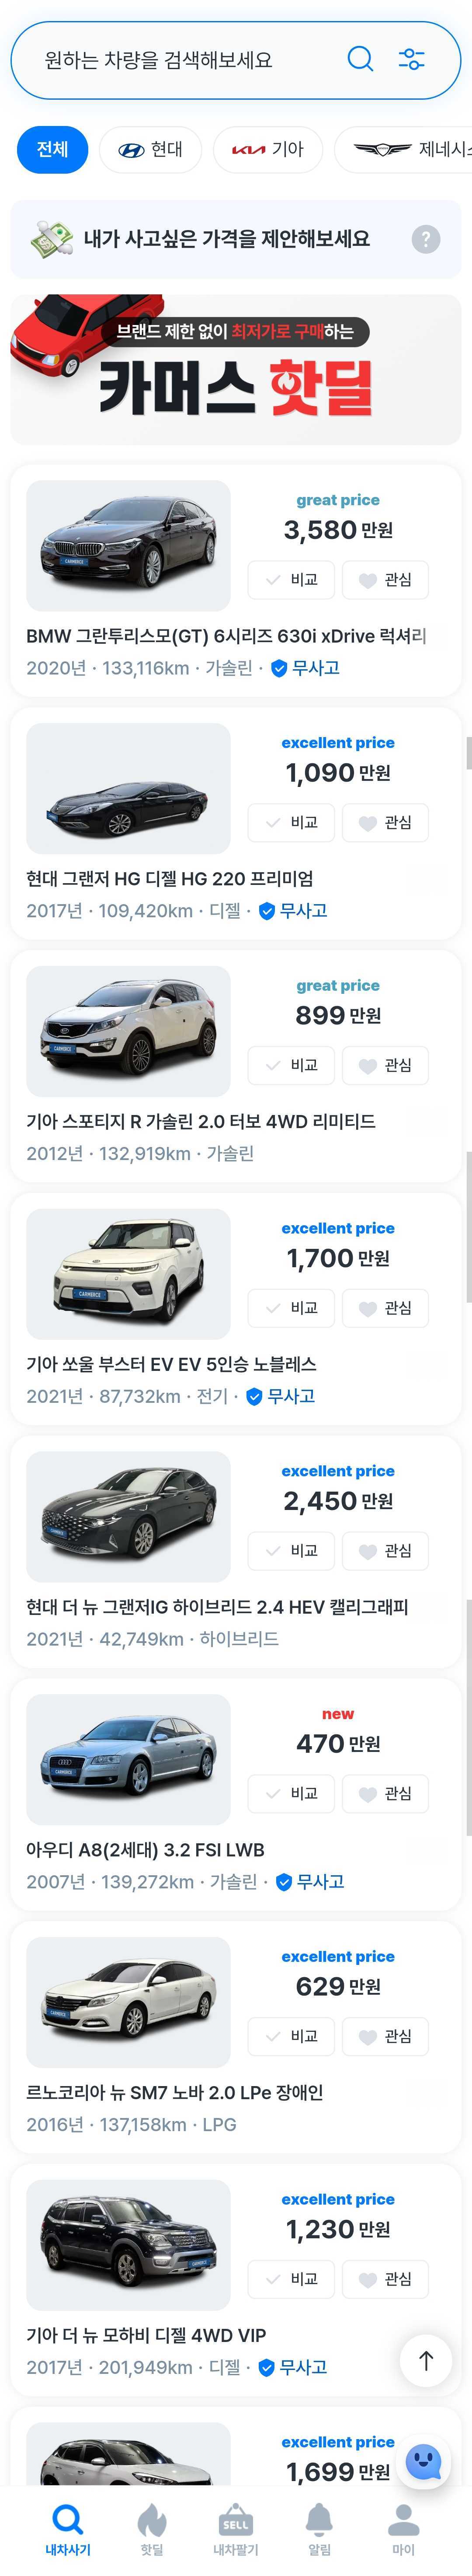 원하는 차량을 검색해보세요
전체 현대 KIA 기아 제네시스
내가 사고싶은 가격을 제안해보세요 ?
브랜드 제한 없이 최저가로 구매하는
카머스 핫딜
great price
3,580 만원
CARMERCE
비교 관심
BMW 그란투리스모(GT) 6시리즈 630i xDrive 럭셔리
2020년 · 133,116km · 가솔린 · 무사고
excellent price
1,090 만원
비교 관심
현대 그랜저 HG 디젤 HG 220 프리미엄
2017년 · 109,420km · 디젤 · 무사고
great price
899 만원
CARMERCE
비교 관심
기아 스포티지 R 가솔린 2.0 터보 4WD 리미티드
2012년 · 132,919km · 가솔린
excellent price
1,700 만원
CARMERCE
비교 관심
기아 쏘울 부스터 EV EV 5인승 노블레스
2021년 · 87,732km · 전기 · 무사고
excellent price
2,450 만원
비교 관심
현대 더 뉴 그랜저IG 하이브리드 2.4 HEV 캘리그래피
2021년 · 42,749km · 하이브리드
new
470 만원
CARMERCE
비교 관심
아우디 A8(2세대) 3.2 FSI LWB
2007년 · 139,272km · 가솔린 · 무사고
excellent price
629 만원
비교 관심
르노코리아 뉴 SM7 노바 2.0 LPe 장애인
2016년 · 137,158km · LPG
excellent price
1,230 만원
CARMERCE
비교 관심
기아 더 뉴 모하비 디젤 4WD VIP
2017년 · 201,949km · 디젤 · 무사고
excellent price
1,699 만원
SELL
내차사기 핫딜 내차팔기 알림 마이